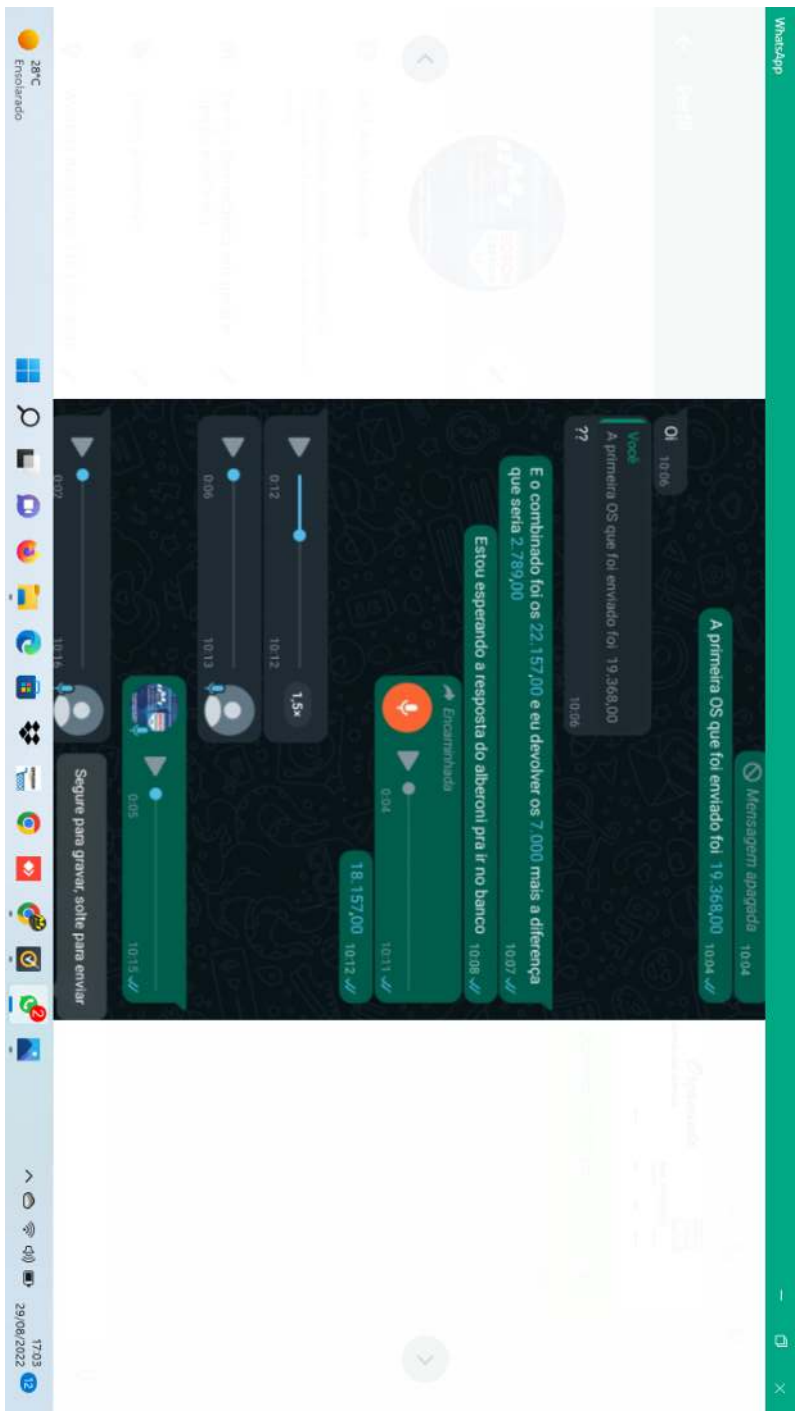 WhatsApp
Perfil
Mensagem apagada 10:04
A primeira OS que foi enviado foi 19.368,00 10:04
Oi 10:06
Você
A primeira OS que foi enviado foi 19.368,00
??
10:06
E o combinado foi os 22.157,00 e eu devolver os 7.000 mais a diferença
que seria 2.789,00
10:07
Estou esperando a resposta do alberoni pra ir no banco 10:08
Encaminhada
0:04 10:11
18.157,00 10:12
0:12 10:12
1,5×
0:06 10:13
0:05 10:15
0:02 10:16
Segure para gravar, solte para enviar
28°C
Ensolarado
2
17:03
29/08/2022
12